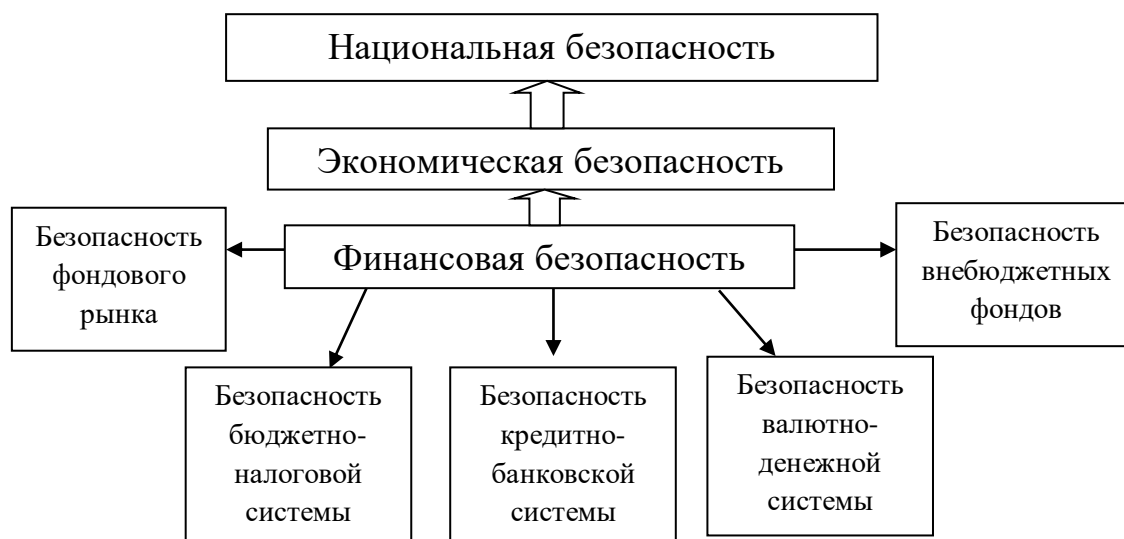 Национальная безопасность
Экономическая безопасность
Финансовая безопасность
Безопасность
фондового
рынка
Безопасность
внебюджетных
фондов
Безопасность
бюджетно-
налоговой
системы
Безопасность
кредитно-
банковской
системы
Безопасность
валютно-
денежной
системы